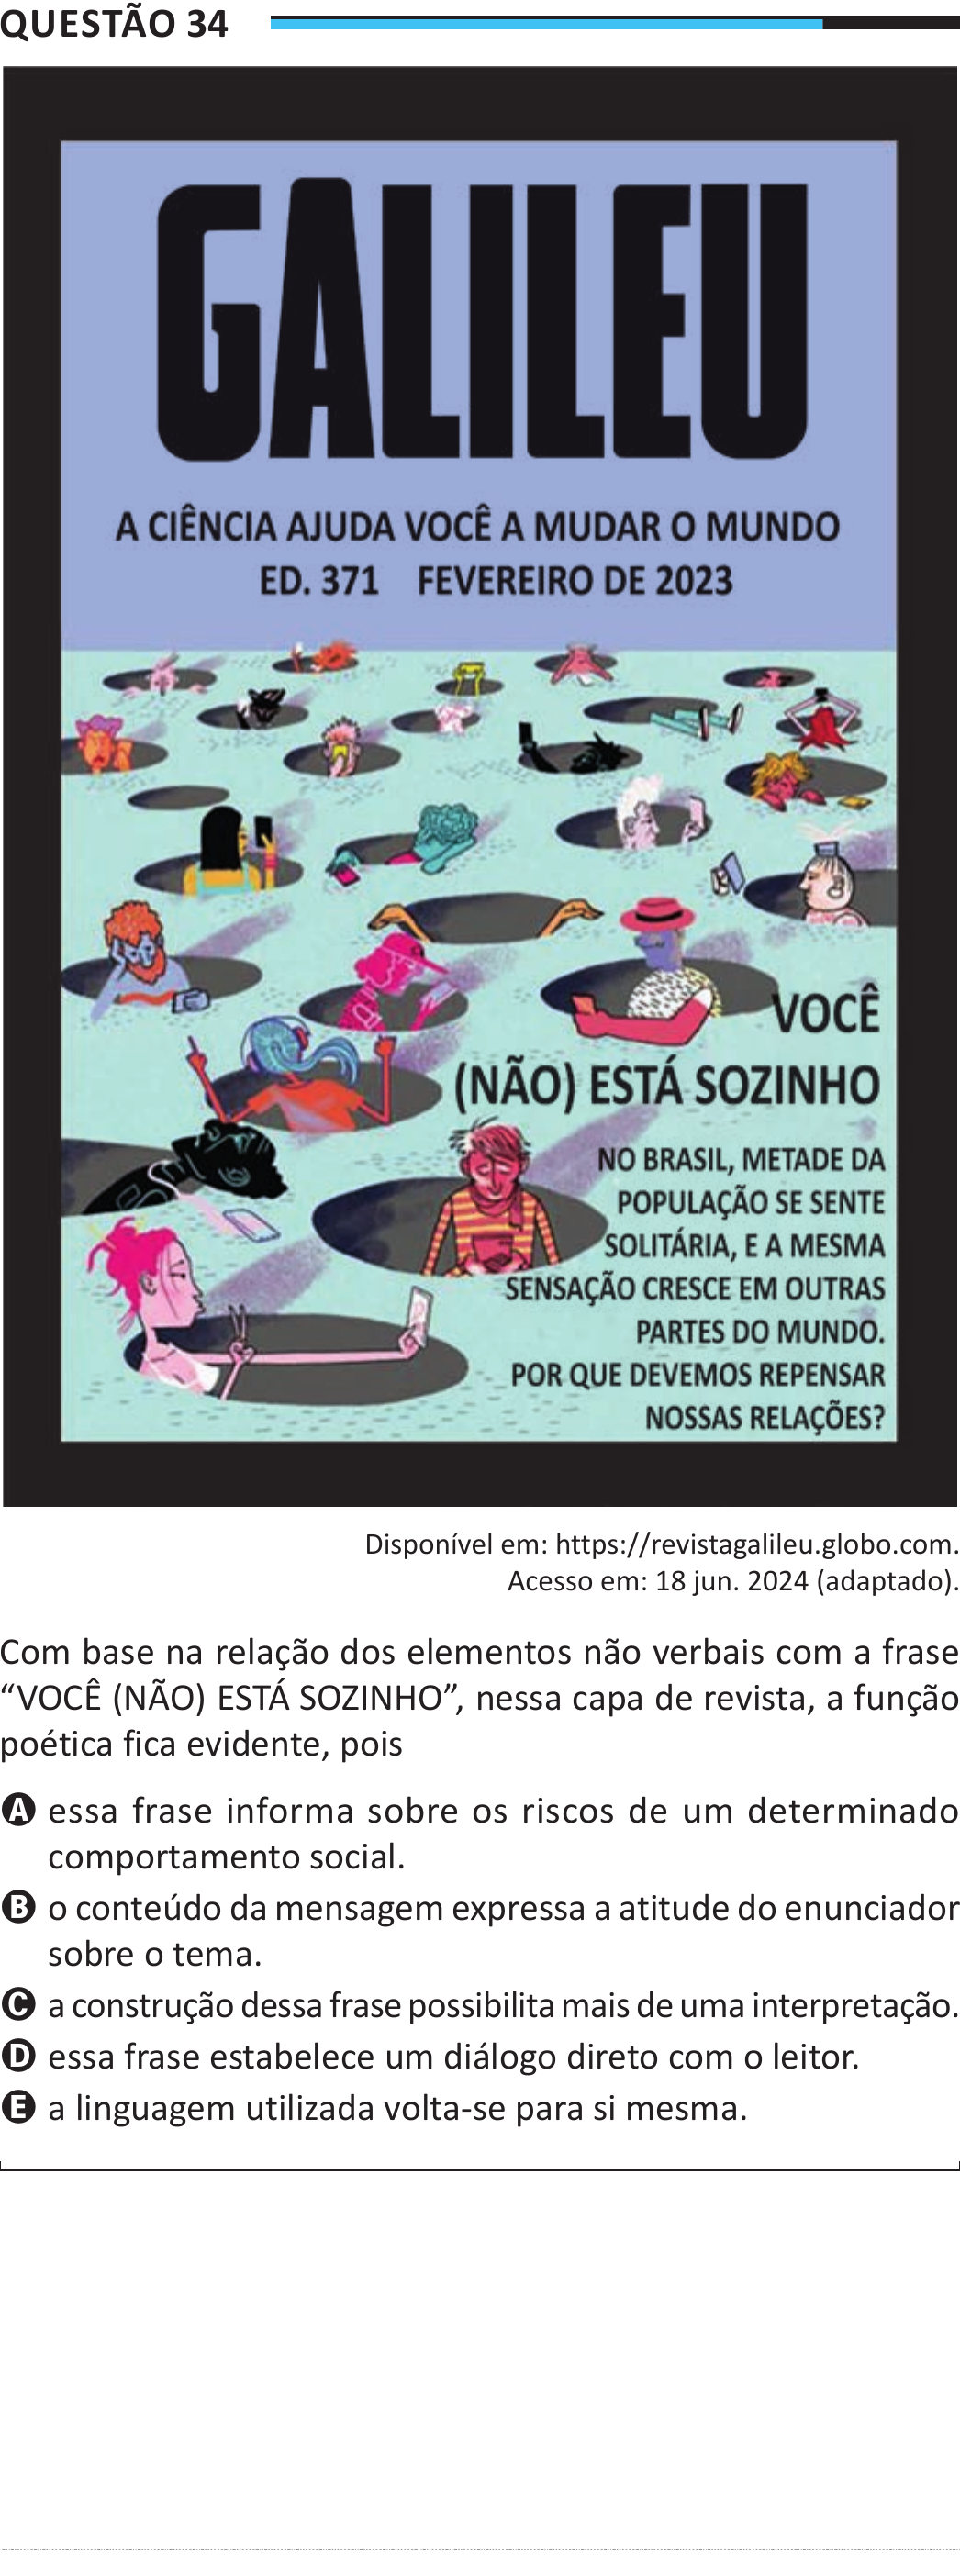 QUESTÃO 34
GALILEU
A CIÊNCIA AJUDA VOCÊ A MUDAR O MUNDO
ED. 371 FEVEREIRO DE 2023
VOCÊ
(NÃO) ESTÁ SOZINHO
NO BRASIL, METADE DA
POPULAÇÃO SE SENTE
SOLITÁRIA, E A MESMA
SENSAÇÃO CRESCE EM OUTRAS
PARTES DO MUNDO.
POR QUE DEVEMOS REPENSAR
NOSSAS RELAÇÕES?
Disponível em: https://revistagalileu.globo.com.
Acesso em: 18 jun. 2024 (adaptado).
Com base na relação dos elementos não verbais com a frase
“VOCÊ (NÃO) ESTÁ SOZINHO”, nessa capa de revista, a função
poética fica evidente, pois
A essa frase informa sobre os riscos de um determinado
comportamento social.
B o conteúdo da mensagem expressa a atitude do enunciador
sobre o tema.
C a construção dessa frase possibilita mais de uma interpretação.
D essa frase estabelece um diálogo direto com o leitor.
E a linguagem utilizada volta-se para si mesma.